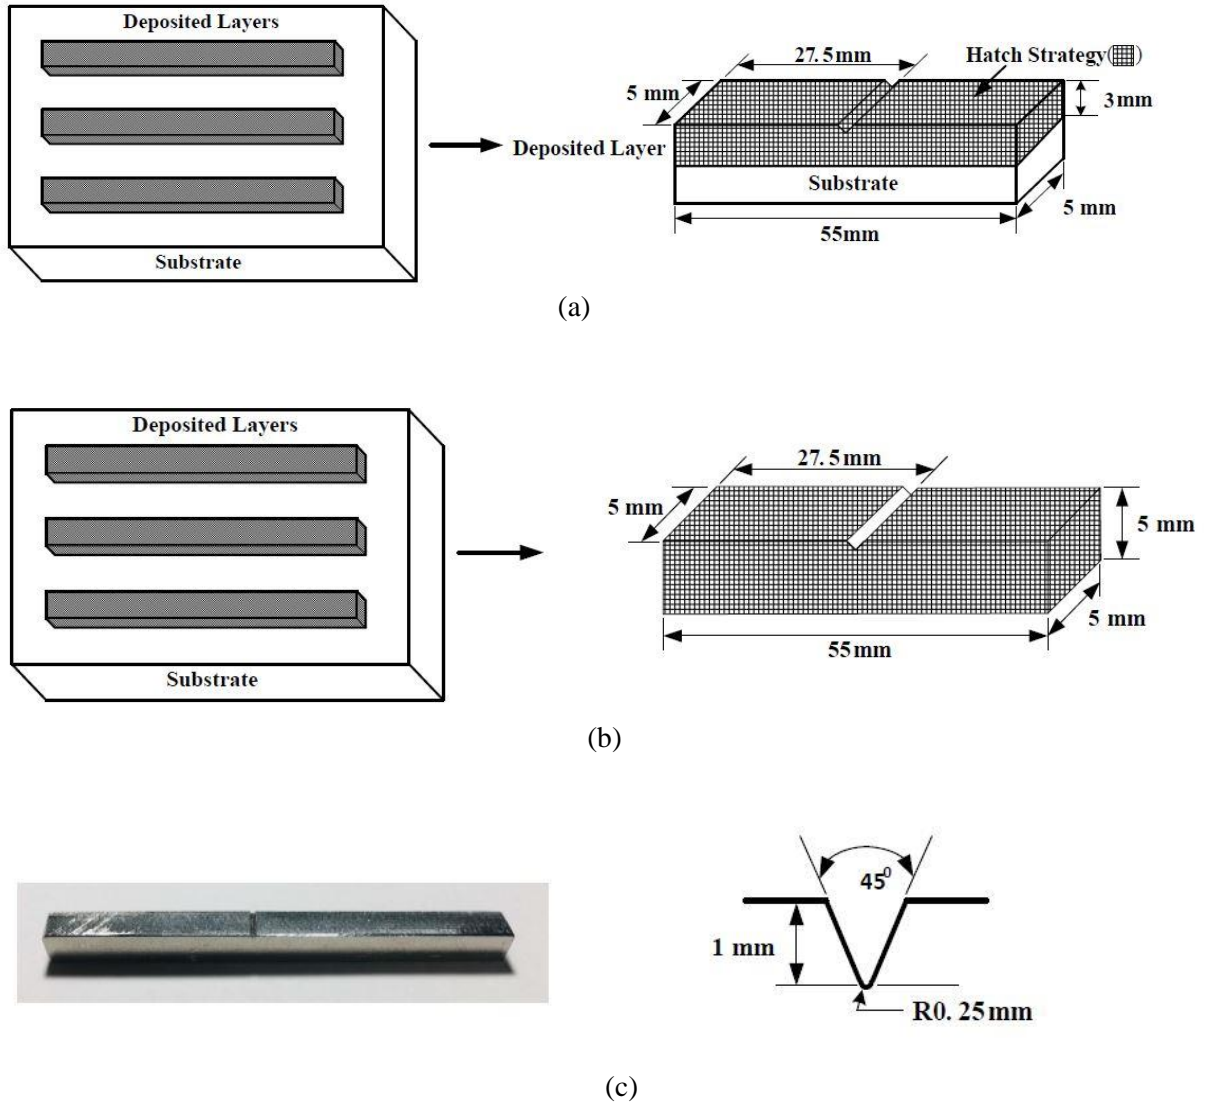 Deposited Layers
Substrate
27.5mm
Hatch Strategy()
5 mm
3mm
Deposited Layer
Substrate
5 mm
55mm
(a)
Deposited Layers
Substrate
27.5mm
5 mm
5 mm
5 mm
55mm
(b)
45⁰
1 mm
R0. 25mm
(c)